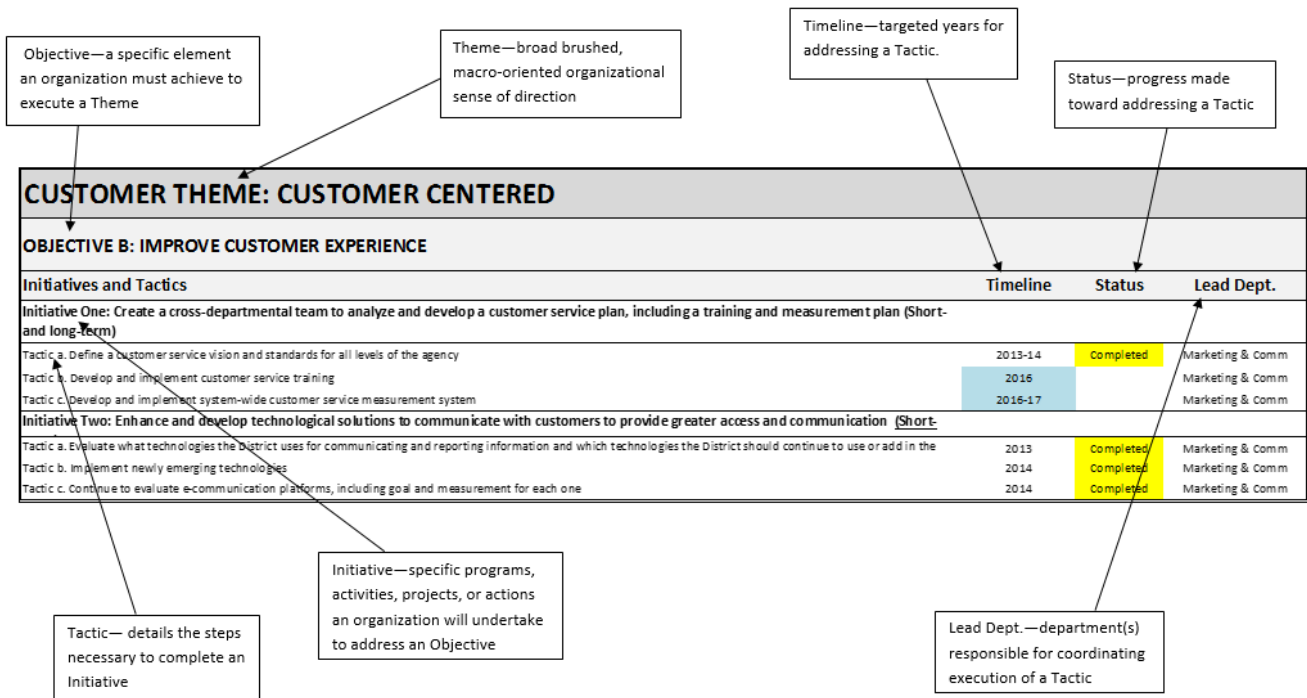 Objective—a specific element
an organization must achieve to
execute a Theme
Theme—broad brushed,
macro-oriented organizational
sense of direction
Timeline—targeted years for
addressing a Tactic.
Status—progress made
toward addressing a Tactic
CUSTOMER THEME: CUSTOMER CENTERED
OBJECTIVE B: IMPROVE CUSTOMER EXPERIENCE
Initiatives and Tactics Timeline Status Lead Dept.
Initiative One: Create a cross-departmental team to analyze and develop a customer service plan, including a training and measurement plan (Short-
and long-term)
Tactic a. Define a customer service vision and standards for all levels of the agency 2013-14 Completed Marketing & Comm
Tactic b. Develop and implement customer service training 2016 Marketing & Comm
Tactic c. Develop and implement system-wide customer service measurement system 2016-17 Marketing & Comm
Initiative Two: Enhance and develop technological solutions to communicate with customers to provide greater access and communication (Short-
Tactic a. Evaluate what technologies the District uses for communicating and reporting information and which technologies the District should continue to use or add in the 2013 Completed Marketing & Comm
Tactic b. Implement newly emerging technologies 2014 Completed Marketing & Comm
Tactic c. Continue to evaluate e-communication platforms, including goal and measurement for each one 2014 Completed Marketing & Comm
Initiative—specific programs,
activities, projects, or actions
an organization will undertake
to address an Objective
Tactic— details the steps
necessary to complete an
Initiative
Lead Dept.—department(s)
responsible for coordinating
execution of a Tactic